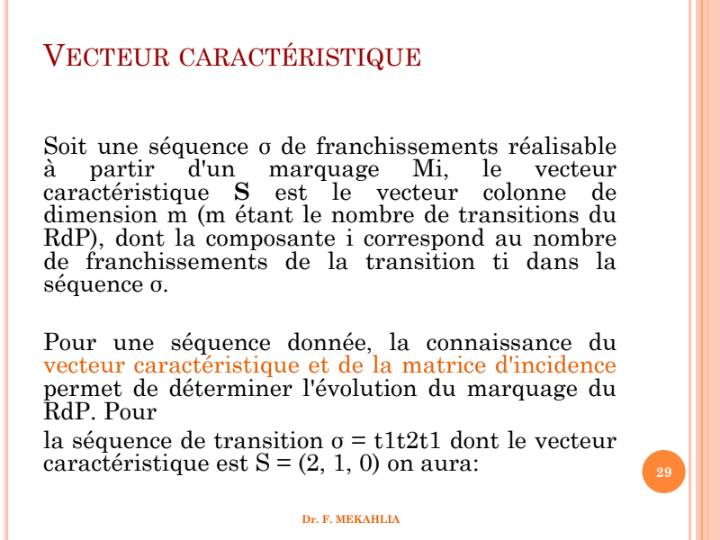 VECTEUR CARACTÉRISTIQUE
Soit une séquence σ de franchissements réalisable
à partir d'un marquage Mi, le vecteur
caractéristique S est le vecteur colonne de
dimension m (m étant le nombre de transitions du
RdP), dont la composante i correspond au nombre
de franchissements de la transition ti dans la
séquence σ.
Pour une séquence donnée, la connaissance du
vecteur caractéristique et de la matrice d'incidence
permet de déterminer l'évolution du marquage du
RdP. Pour
la séquence de transition σ = t1t2t1 dont le vecteur
caractéristique est S = (2, 1, 0) on aura:
29
Dr. F. MEKAHLIA